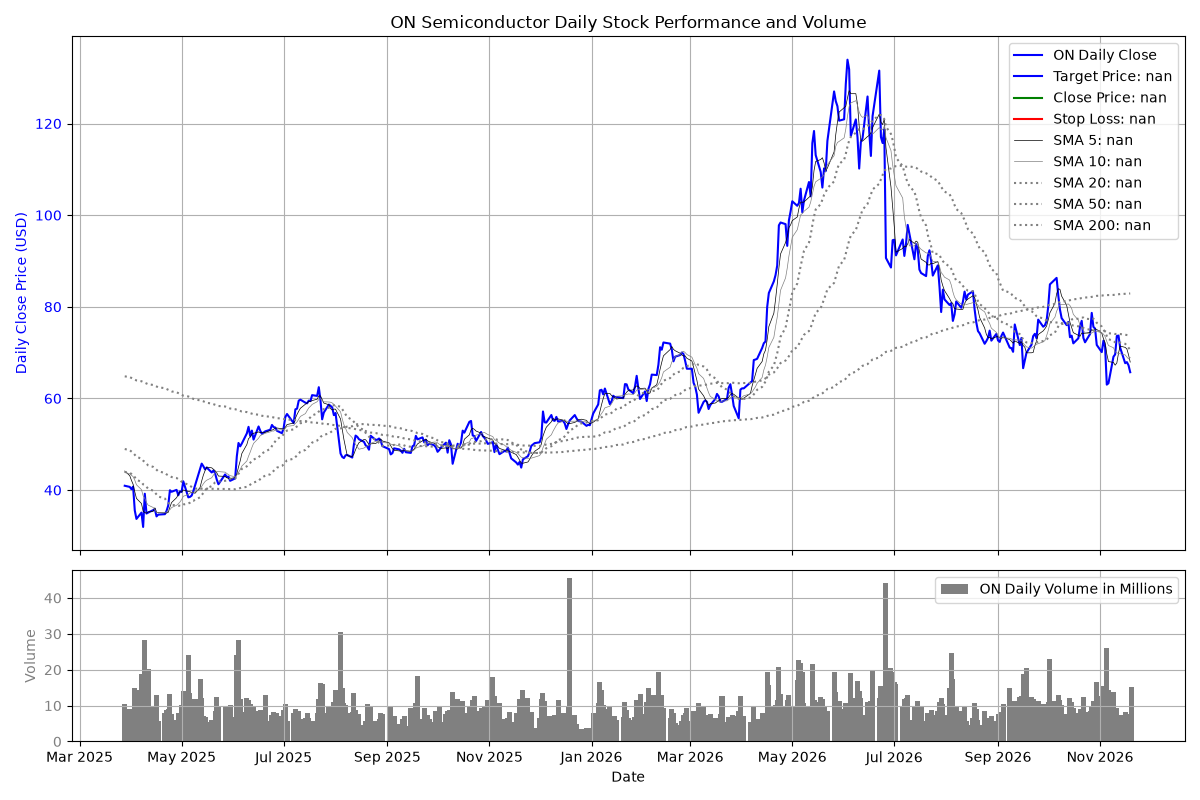 ON Semiconductor Daily Stock Performance and Volume
Daily Close Price (USD)
120
100
80
60
40
ON Daily Close
Target Price: nan
Close Price: nan
Stop Loss: nan
SMA 5: nan
SMA 10: nan
SMA 20: nan
SMA 50: nan
SMA 200: nan
Volume
40
30
20
10
0
ON Daily Volume in Millions
Mar 2025 May 2025 Jul 2025 Sep 2025 Nov 2025 Jan 2026 Mar 2026 May 2026 Jul 2026 Sep 2026 Nov 2026
Date